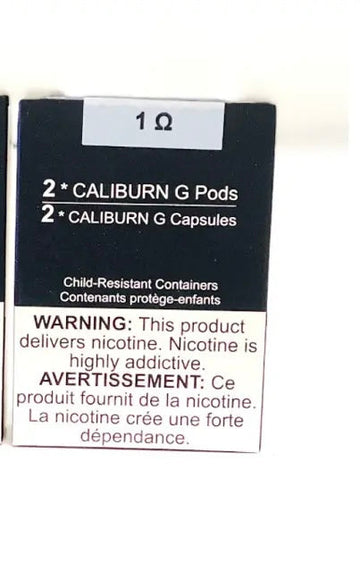 1 Ω
2 * CALIBURN G Pods
2 * CALIBURN G Capsules
Child-Resistant Containers
Contenants protège-enfants
WARNING: This product
delivers nicotine. Nicotine is
highly addictive.
AVERTISSEMENT: Ce
produit fournit de la nicotine.
La nicotine crée une forte
dépendance.